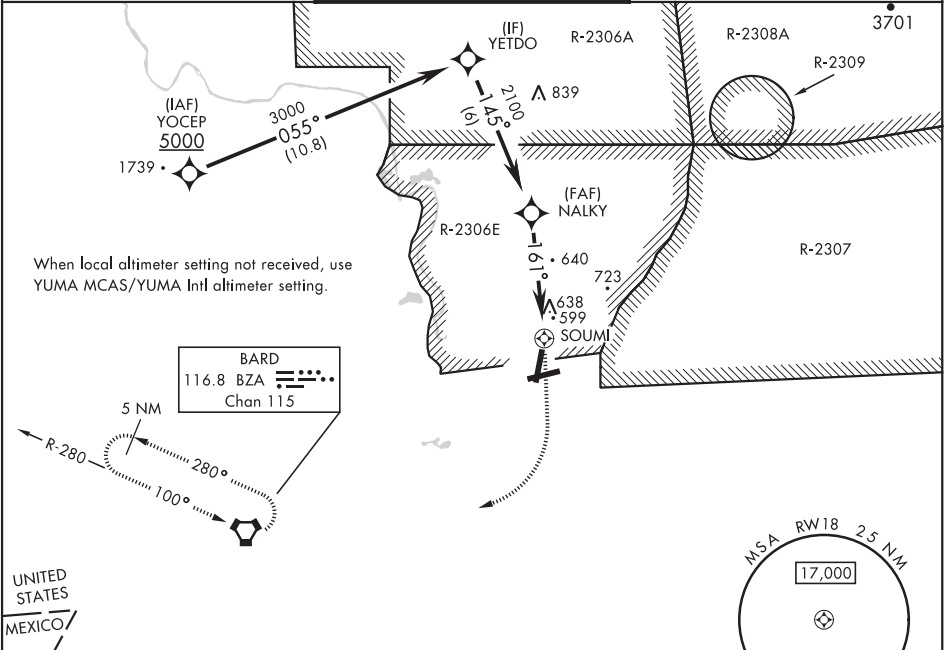 3701
(IF)
YETDO
R-2306A
R-2308A
R-2309
839
2100
145°
(6)
(IAF)
YOCEP
5000
3000
055°
(10.8)
1739
(FAF)
NALKY
R-2306E
R-2307
161°
640
723
When local altimeter setting not received, use
YUMA MCAS/YUMA Intl altimeter setting.
638
599
SOUMI
BARD
116.8 BZA
Chan 115
5 NM
R-280
280°
100°
MSA RW18 25 NM
17,000
UNITED
STATES
MEXICO